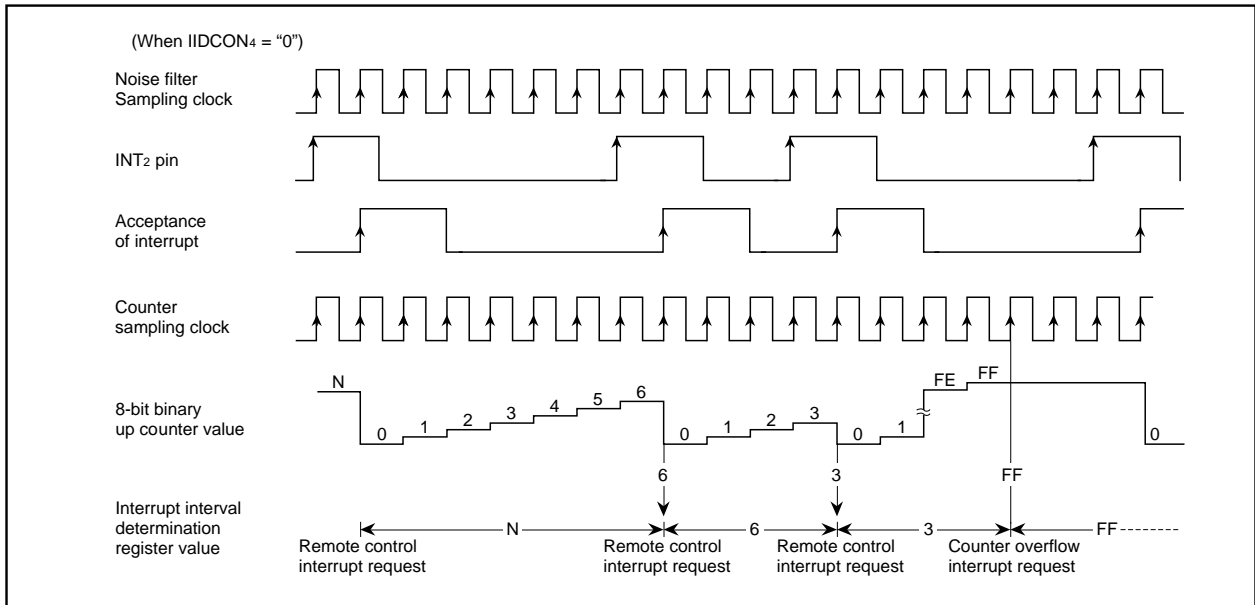 (When IIDCON4 = “0”)
Noise filter
Sampling clock
INT2 pin
Acceptance
of interrupt
Counter
sampling clock
8-bit binary
up counter value
N
0
1
2
3
4
5
6
0
1
2
3
0
1
FE
FF
0
6
3
FF
Interrupt interval
determination
register value
N
6
3
FF
Remote control
interrupt request
Remote control
interrupt request
Remote control
interrupt request
Counter overflow
interrupt request